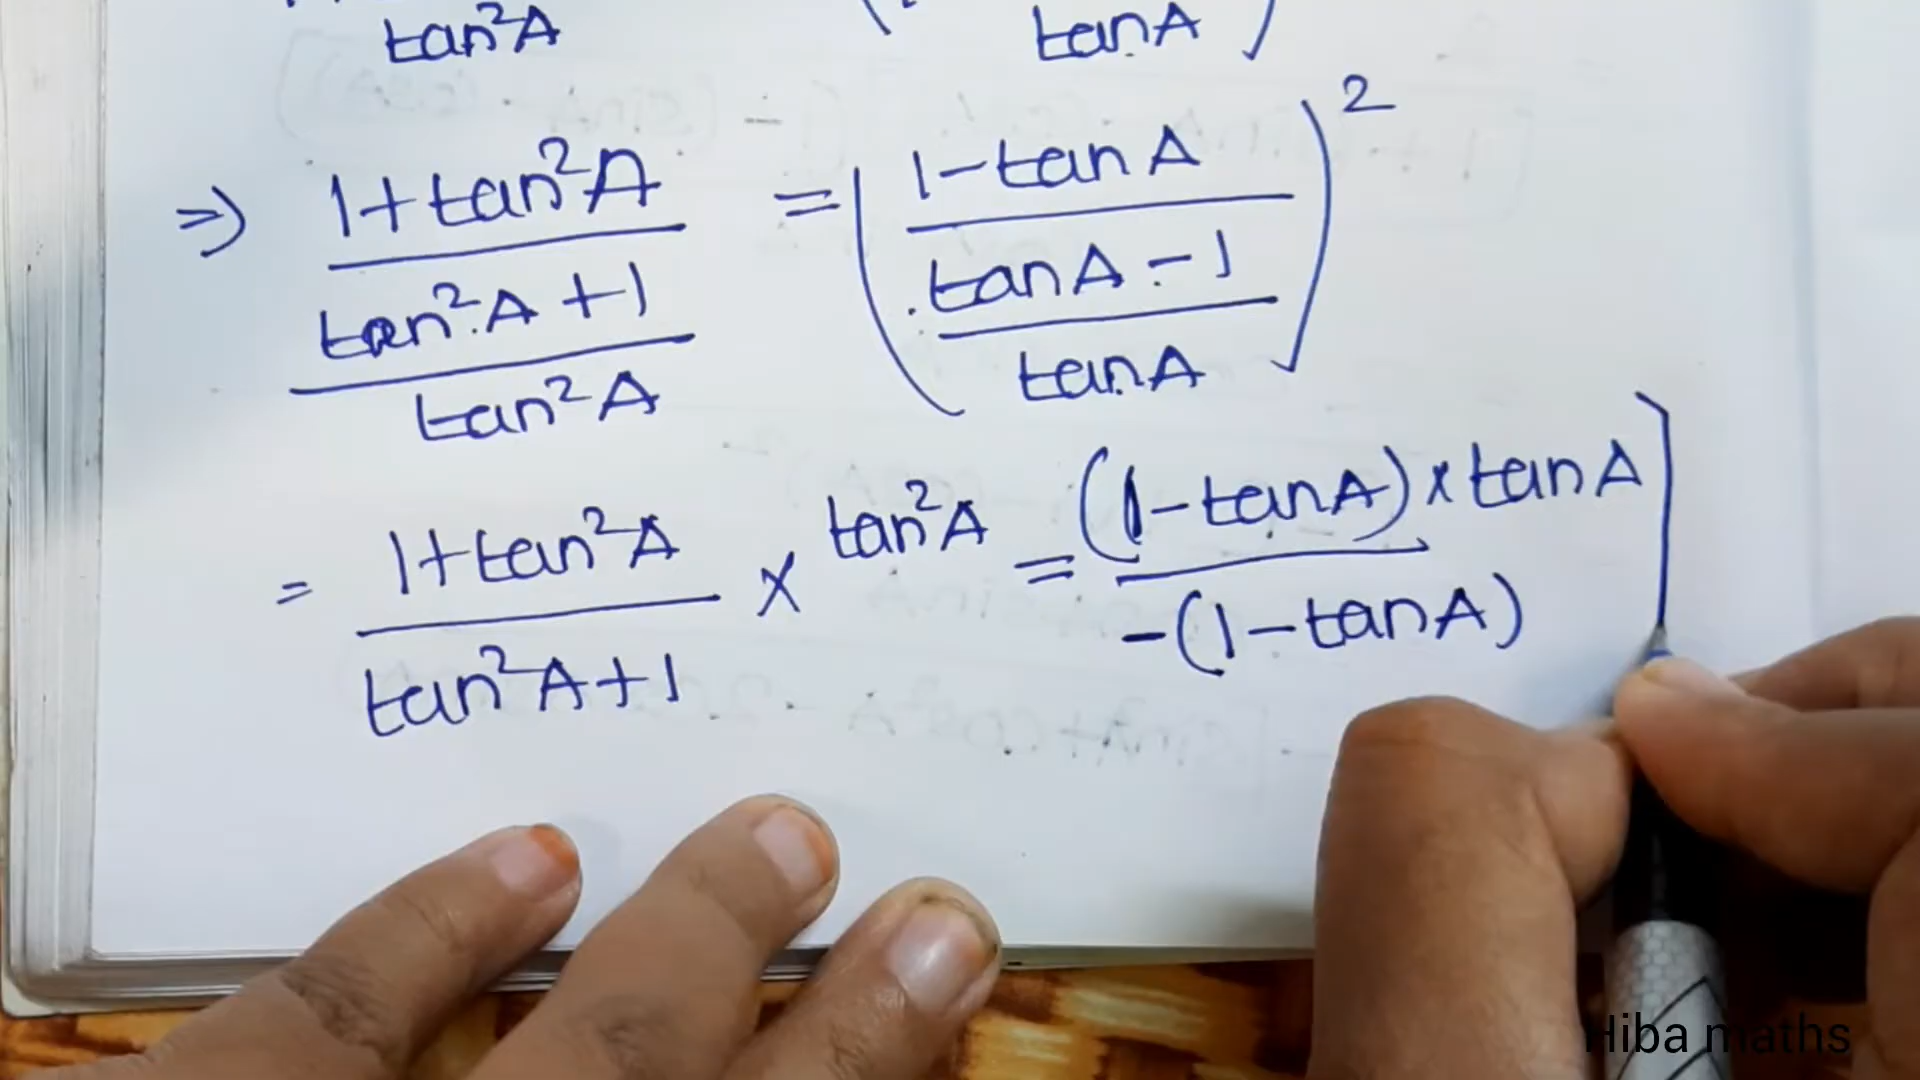 tan²A tanA
⇒ 1+tan²A / tan²A+1 / tan²A = (1-tanA / tanA-1 / tanA)²
= 1+tan²A / tan²A+1 × tan²A = (1-tanA)×tanA / -(1-tanA)]
Hiba maths